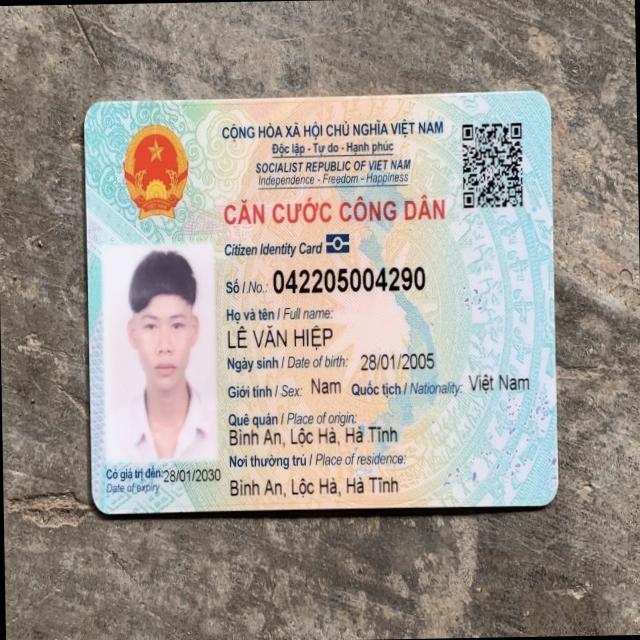 CỘNG HÒA XÃ HỘI CHỦ NGHĨA VIỆT NAM
Độc lập - Tự do - Hạnh phúc
SOCIALIST REPUBLIC OF VIET NAM
Independence - Freedom - Happiness
CĂN CƯỚC CÔNG DÂN
Citizen Identity Card
Số / No.: 042205004290
Họ và tên / Full name:
LÊ VĂN HIỆP
Ngày sinh / Date of birth: 28/01/2005
Giới tính / Sex: Nam Quốc tịch / Nationality: Việt Nam
Quê quán / Place of origin:
Bình An, Lộc Hà, Hà Tĩnh
Nơi thường trú / Place of residence:
Bình An, Lộc Hà, Hà Tĩnh
Có giá trị đến: 28/01/2030
Date of expiry